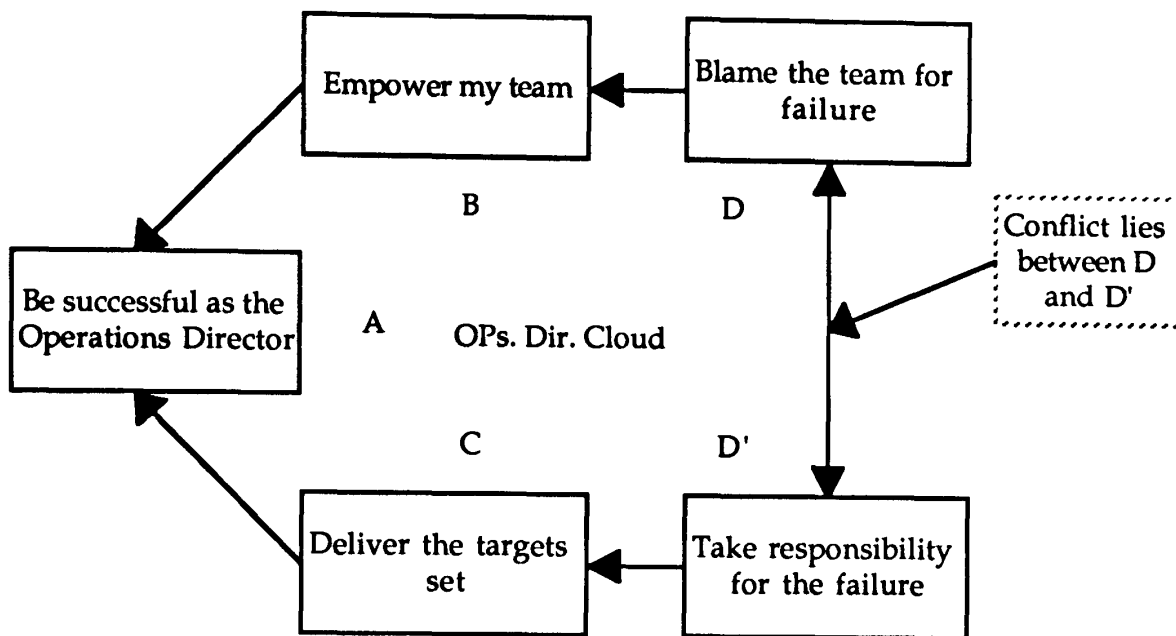 Empower my team
Blame the team for
failure
B
D
Conflict lies
between D
and D'
Be successful as the
Operations Director
A
OPs. Dir. Cloud
C
D'
Deliver the targets
set
Take responsibility
for the failure